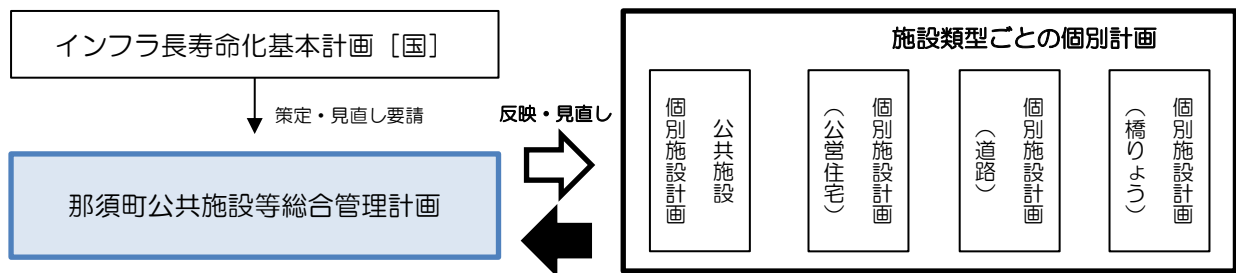 インフラ長寿命化基本計画［国］
策定・見直し要請
那須町公共施設等総合管理計画
反映・見直し
施設類型ごとの個別計画
公共施設
個別施設計画
個別施設計画
（公営住宅）
個別施設計画
（道路）
個別施設計画
（橋りょう）